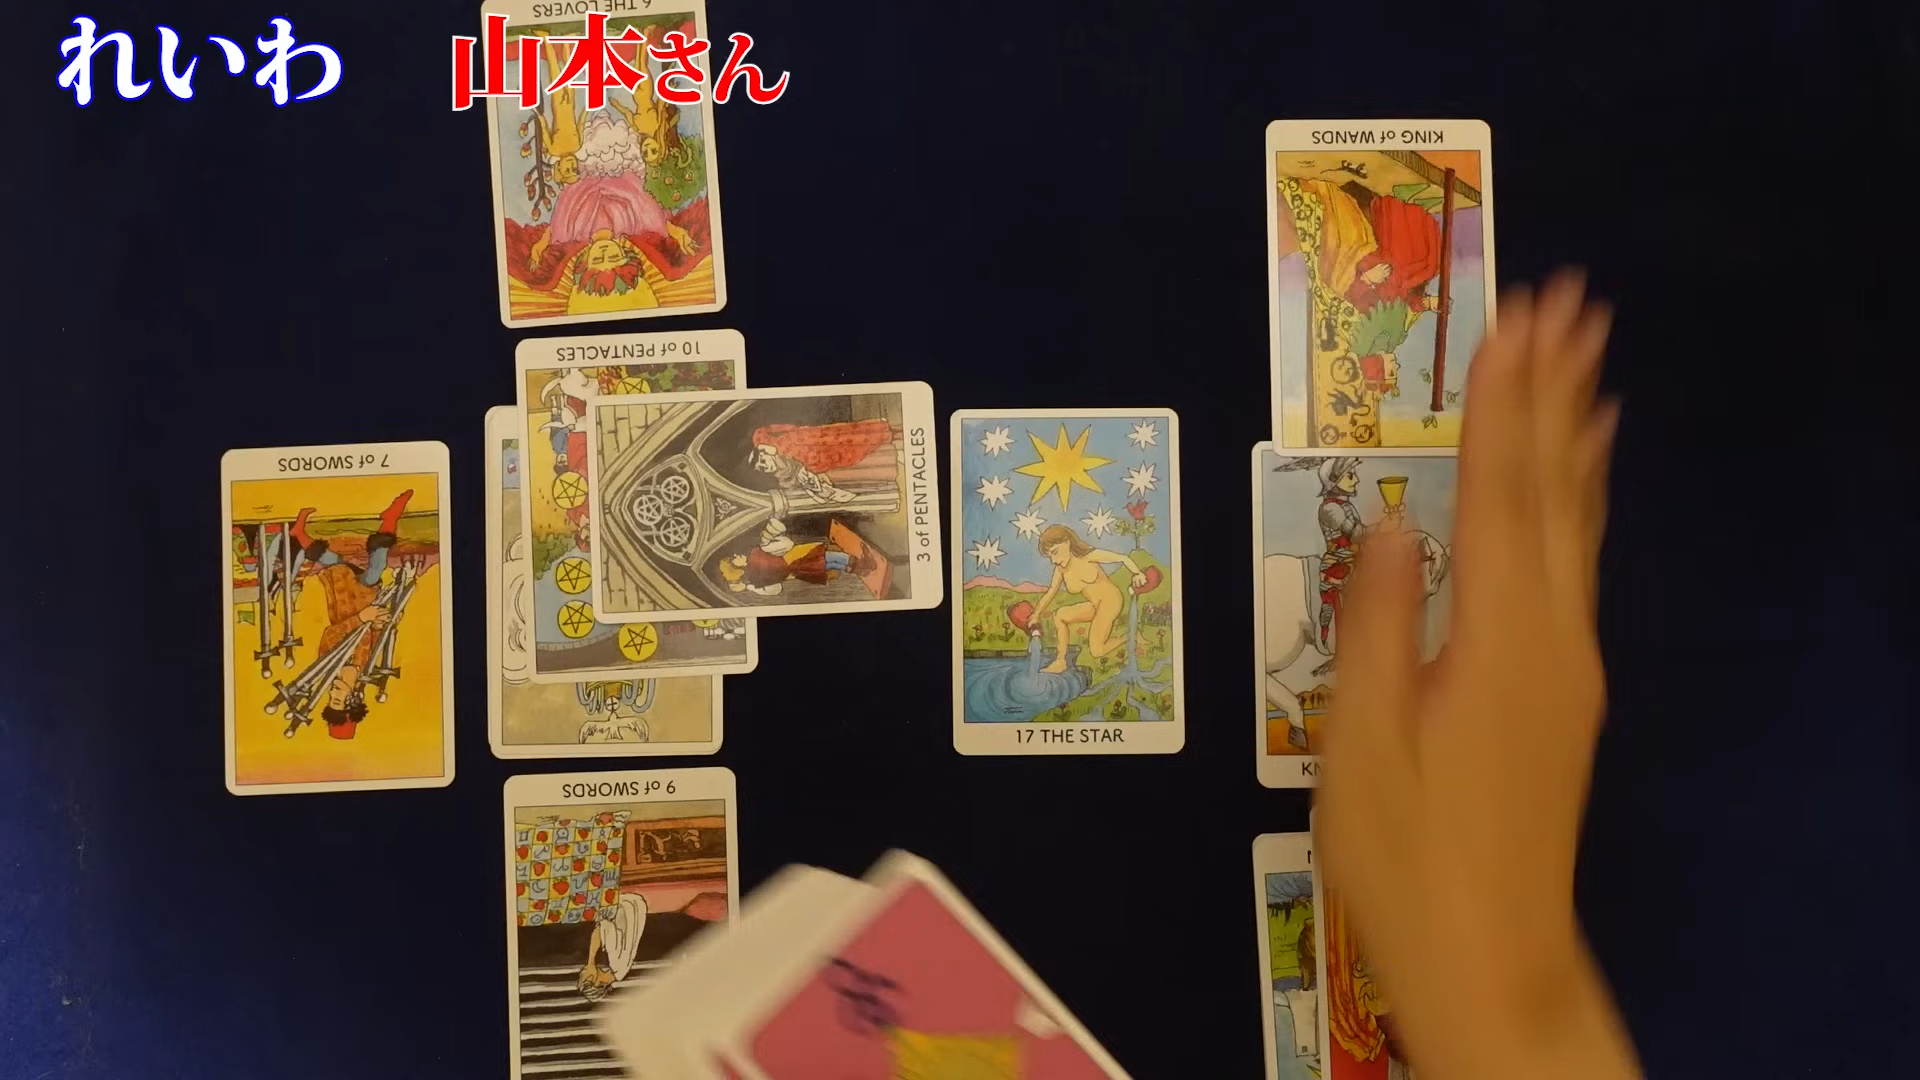 れいわ 山本さん
6 THE LOVERS
KING of WANDS
10 of PENTACLES
3 of PENTACLES
7 of SWORDS
17 THE STAR
9 of SWORDS